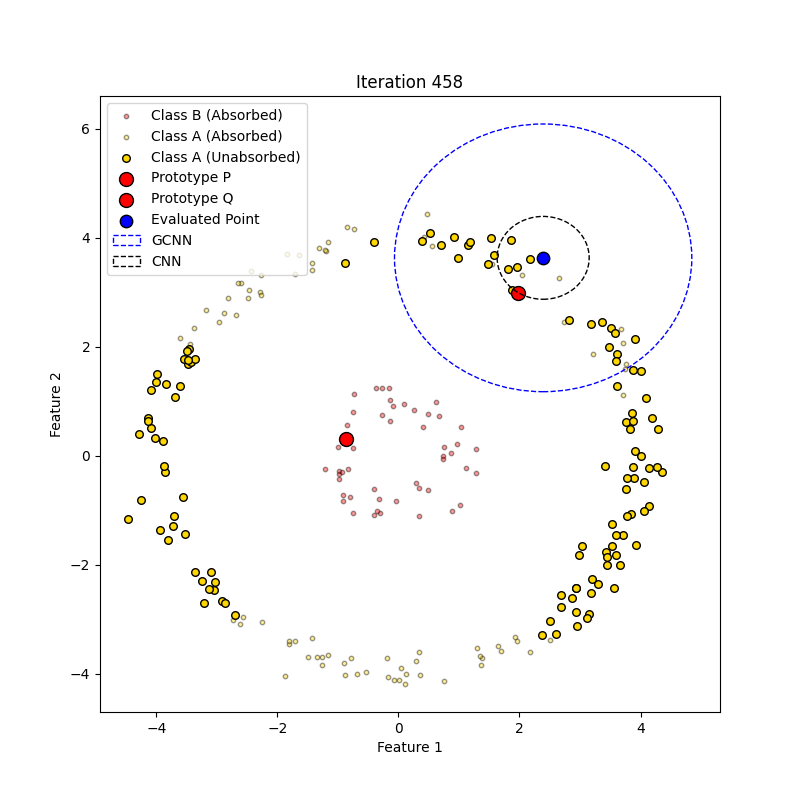 Iteration 458
Class B (Absorbed)
Class A (Absorbed)
Class A (Unabsorbed)
Prototype P
Prototype Q
Evaluated Point
GCNN
CNN
6
4
2
0
−2
−4
Feature 2
−4
−2
0
2
4
Feature 1